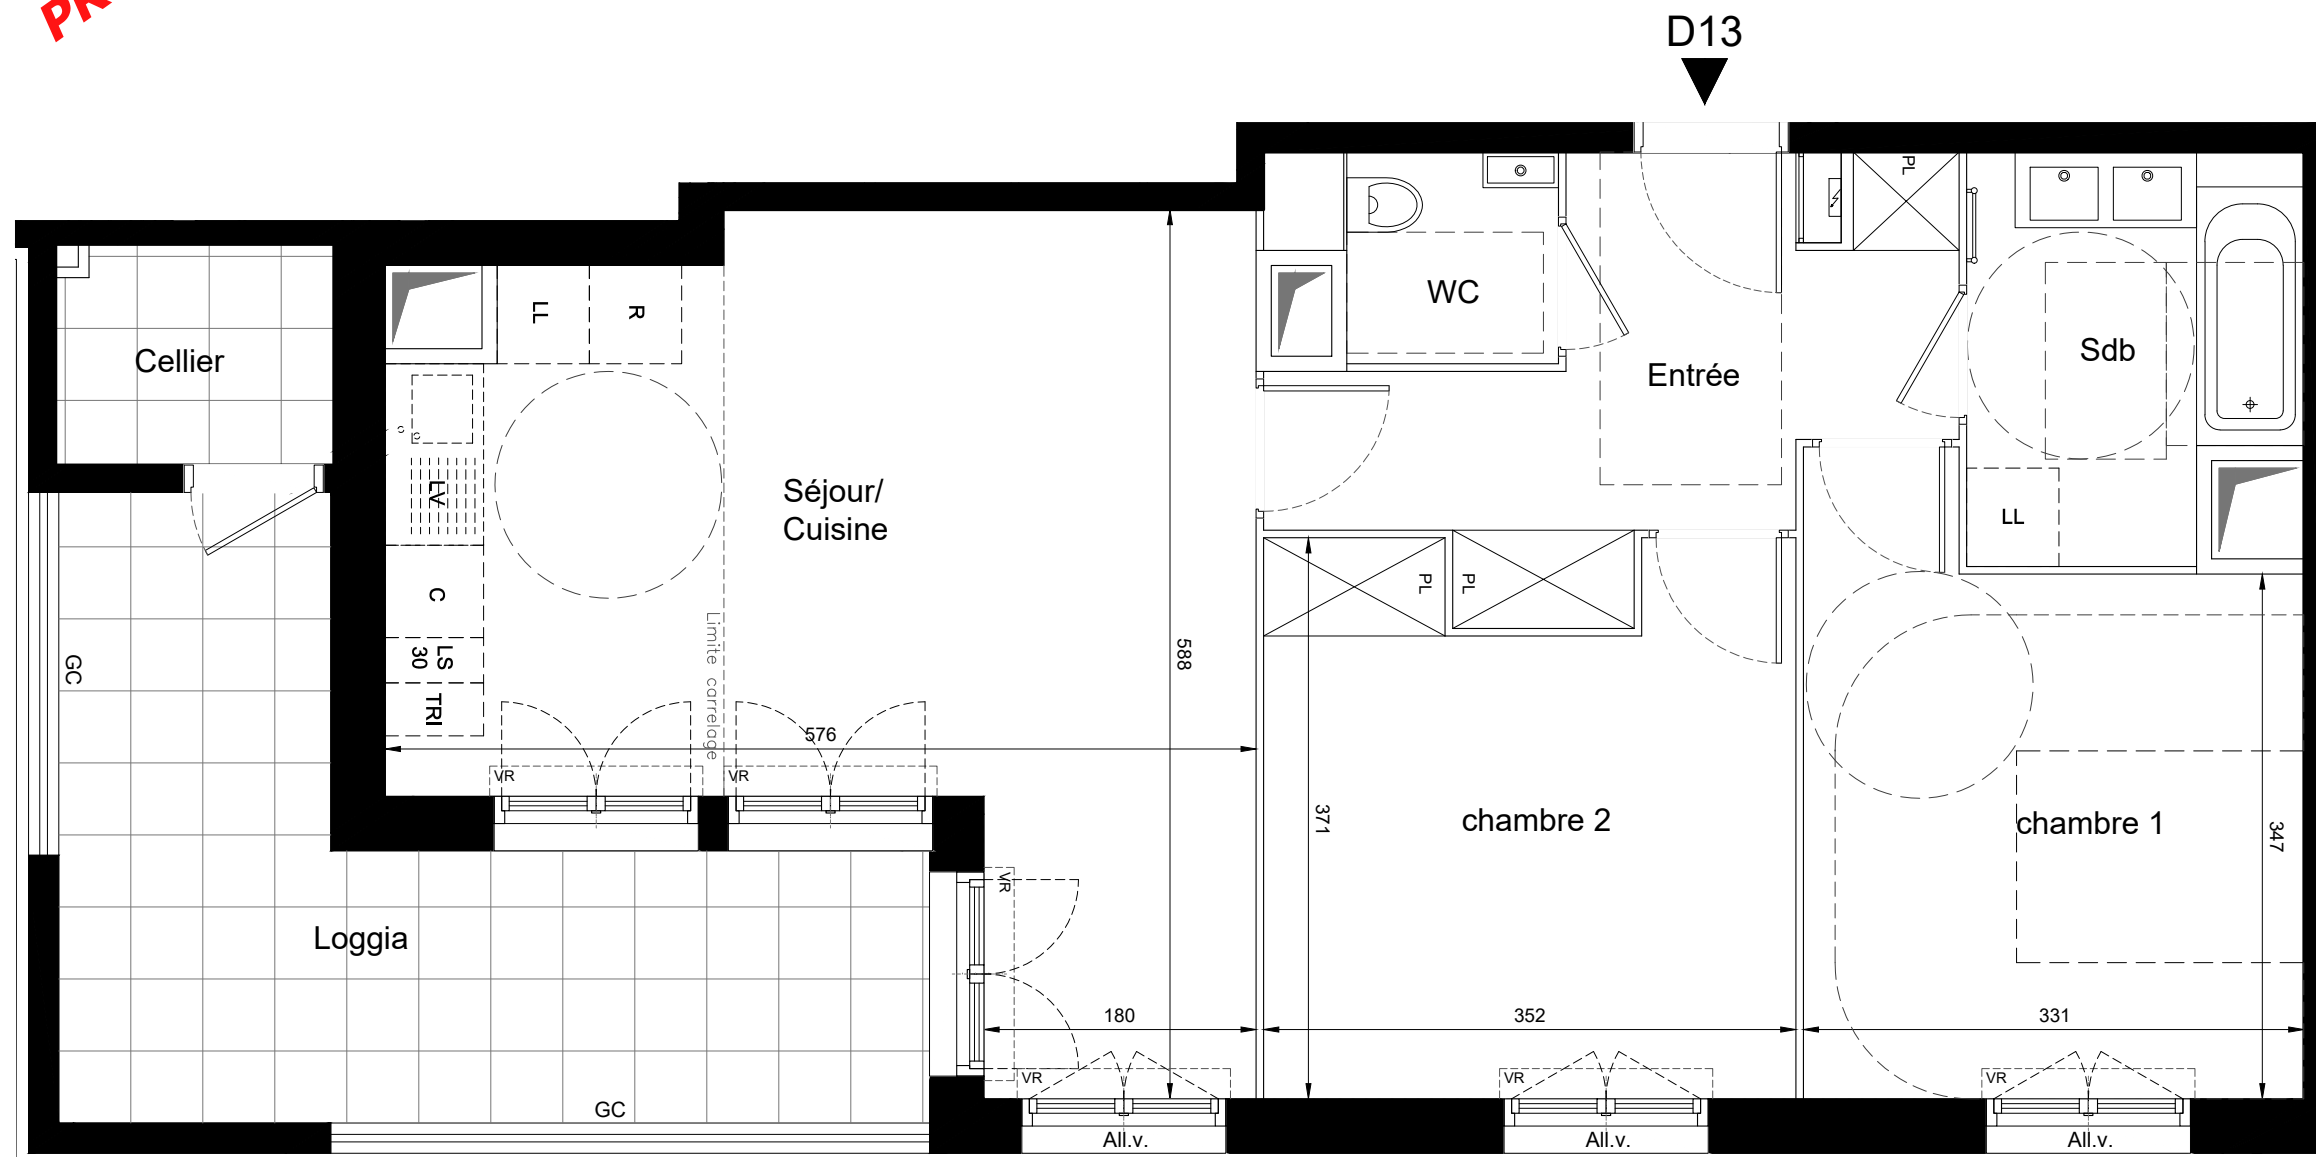 PR
D13
PL
WC
LL
R
Cellier
Entrée
Sdb
LV
Séjour/
Cuisine
LL
C
PL
PL
Limite carrelage
588
LS
30
GC
TRI
576
VR
VR
371
chambre 2
chambre 1
347
VR
Loggia
180
352
331
VR
VR
VR
GC
All.v.
All.v.
All.v.